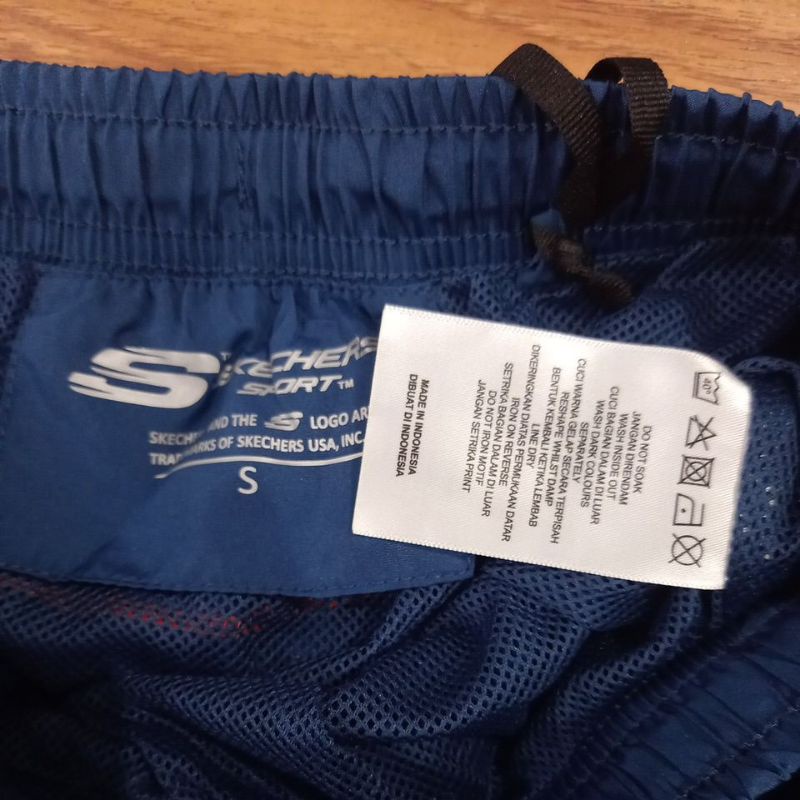 SKECHERS
SPORT™
SKECHE AND THE S LOGO AR
TRADEMARKS OF SKECHERS USA, INC.
S
40°
DO NOT SOAK
JANGAN DIRENDAM
WASH INSIDE OUT
CUCI BAGIAN DALAM DI LUAR
WASH DARK COLOURS
SEPARATELY
CUCI WARNA GELAP SECARA TERPISAH
RESHAPE WHILST DAMP
BENTUK KEMBALI KETIKA LEMBAB
LINE DRY
DIKERINGKAN DIATAS PERMUKAAN DATAR
IRON ON REVERSE
SETRIKA BAGIAN DALAM DI LUAR
DO NOT IRON MOTIF
JANGAN SETRIKA PRINT
MADE IN INDONESIA
DIBUAT DI INDONESIA